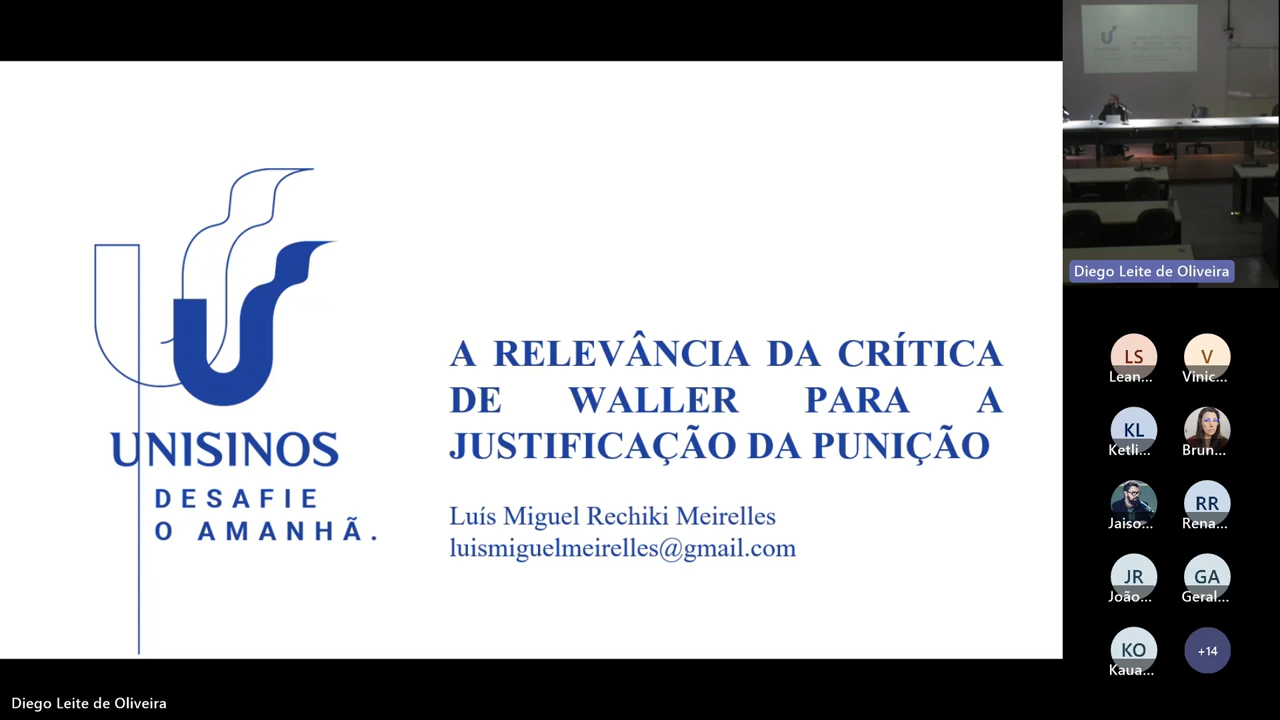 UNISINOS
DESAFIE
O AMANHÃ.
A RELEVÂNCIA DA CRÍTICA
DE WALLER PARA A
JUSTIFICAÇÃO DA PUNIÇÃO
Luís Miguel Rechiki Meirelles
luismiguelmeirelles@gmail.com
Diego Leite de Oliveira
LS
Lean...
V
Vinic...
KL
Ketli...
Brun...
Jaiso...
RR
Rena...
JR
João...
GA
Geral...
KO
Kaua...
+14
Diego Leite de Oliveira